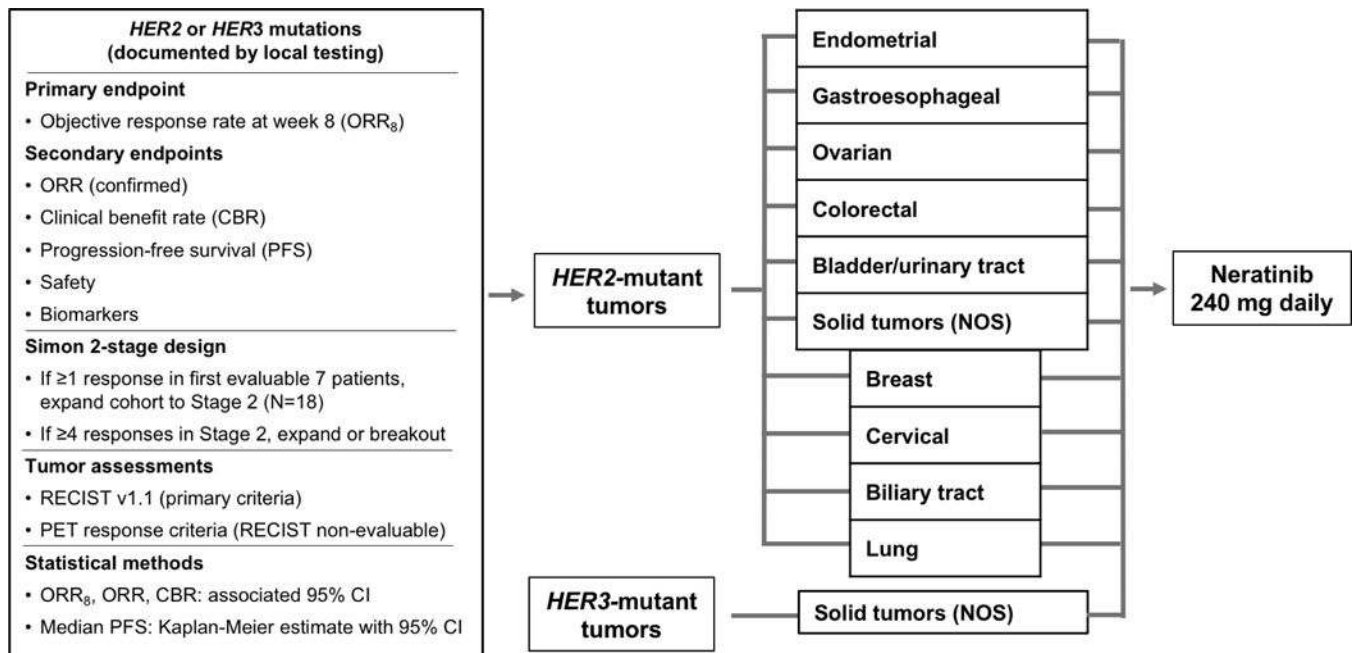 HER2 or HER3 mutations
(documented by local testing)
Primary endpoint
• Objective response rate at week 8 (ORR₈)
Secondary endpoints
• ORR (confirmed)
• Clinical benefit rate (CBR)
• Progression-free survival (PFS)
• Safety
• Biomarkers
Simon 2-stage design
• If ≥1 response in first evaluable 7 patients,
expand cohort to Stage 2 (N=18)
• If ≥4 responses in Stage 2, expand or breakout
Tumor assessments
• RECIST v1.1 (primary criteria)
• PET response criteria (RECIST non-evaluable)
Statistical methods
• ORR₈, ORR, CBR: associated 95% CI
• Median PFS: Kaplan-Meier estimate with 95% CI
HER2-mutant
tumors
HER3-mutant
tumors
Endometrial
Gastroesophageal
Ovarian
Colorectal
Bladder/urinary tract
Solid tumors (NOS)
Breast
Cervical
Biliary tract
Lung
Solid tumors (NOS)
Neratinib
240 mg daily